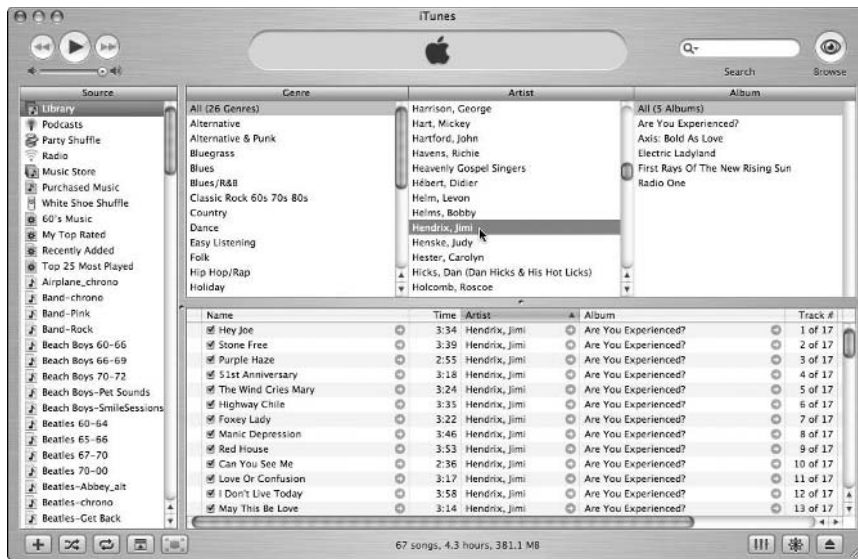 iTunes
Search
Browse
Source
Library
Podcasts
Party Shuffle
Radio
Music Store
Purchased Music
White Shoe Shuffle
60's Music
My Top Rated
Recently Added
Top 25 Most Played
Airplane_chrono
Band-chrono
Band-Pink
Band-Rock
Beach Boys 60-66
Beach Boys 66-69
Beach Boys 70-72
Beach Boys-Pet Sounds
Beach Boys-SmileSessions
Beatles 60-64
Beatles 65-66
Beatles 67-70
Beatles 70-00
Beatles-Abbey_alt
Beatles-chrono
Beatles-Get Back
Genre
All (26 Genres)
Alternative
Alternative & Punk
Bluegrass
Blues
Blues/R&B
Classic Rock 60s 70s 80s
Country
Dance
Easy Listening
Folk
Hip Hop/Rap
Holiday
Artist
Harrison, George
Hart, Mickey
Hartford, John
Havens, Richie
Heavenly Gospel Singers
Hébert, Didier
Helm, Levon
Helms, Bobby
Hendrix, Jimi
Henske, Judy
Hester, Carolyn
Hicks, Dan (Dan Hicks & His Hot Licks)
Holcomb, Roscoe
Album
All (5 Albums)
Are You Experienced?
Axis: Bold As Love
Electric Ladyland
First Rays Of The New Rising Sun
Radio One
Name Time Artist Album Track #
Hey Joe 3:34 Hendrix, Jimi Are You Experienced? 1 of 17
Stone Free 3:39 Hendrix, Jimi Are You Experienced? 2 of 17
Purple Haze 2:55 Hendrix, Jimi Are You Experienced? 3 of 17
51st Anniversary 3:18 Hendrix, Jimi Are You Experienced? 4 of 17
The Wind Cries Mary 3:24 Hendrix, Jimi Are You Experienced? 5 of 17
Highway Chile 3:35 Hendrix, Jimi Are You Experienced? 6 of 17
Foxey Lady 3:22 Hendrix, Jimi Are You Experienced? 7 of 17
Manic Depression 3:46 Hendrix, Jimi Are You Experienced? 8 of 17
Red House 3:53 Hendrix, Jimi Are You Experienced? 9 of 17
Can You See Me 2:36 Hendrix, Jimi Are You Experienced? 10 of 17
Love Or Confusion 3:17 Hendrix, Jimi Are You Experienced? 11 of 17
I Don't Live Today 3:58 Hendrix, Jimi Are You Experienced? 12 of 17
May This Be Love 3:14 Hendrix, Jimi Are You Experienced? 13 of 17
67 songs, 4.3 hours, 381.1 MB